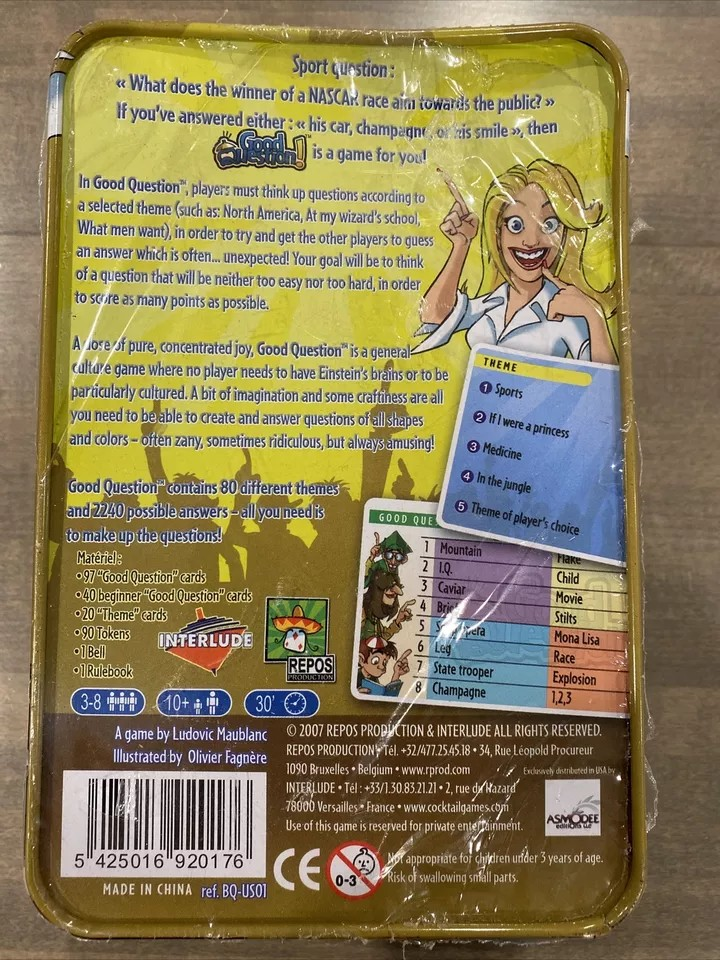 Sport question :
« What does the winner of a NASCAR race aim towards the public? »
If you've answered either : « his car, champagne, or his smile », then
Good Question! is a game for you!
In Good Question™, players must think up questions according to
a selected theme (such as: North America, At my wizard's school,
What men want), in order to try and get the other players to guess
an answer which is often... unexpected! Your goal will be to think
of a question that will be neither too easy nor too hard, in order
to score as many points as possible.
A dose of pure, concentrated joy, Good Question™ is a general
culture game where no player needs to have Einstein's brains or to be
particularly cultured. A bit of imagination and some craftiness are all
you need to be able to create and answer questions of all shapes
and colors – often zany, sometimes ridiculous, but always amusing!
Good Question™ contains 80 different themes
and 2240 possible answers – all you need is
to make up the questions!
Matériel :
• 97 "Good Question" cards
• 40 beginner "Good Question" cards
• 20 "Theme" cards
• 90 Tokens
• 1 Bell
• 1 Rulebook
INTERLUDE
REPOS
PRODUCTION
3-8
10+
30'
THEME
1 Sports
2 If I were a princess
3 Medicine
4 In the jungle
5 Theme of player's choice
GOOD QUES
1 Mountain
2 I.Q.
3 Caviar
4
5
6 Leg
7 State trooper
8 Champagne
Flake
Child
Movie
Stilts
Mona Lisa
Race
Explosion
1,2,3
A game by Ludovic Maublanc
Illustrated by Olivier Fagnère
© 2007 REPOS PRODUCTION & INTERLUDE ALL RIGHTS RESERVED.
REPOS PRODUCTION • Tél. +32/477.25.45.18 • 34, Rue Léopold Procureur
1090 Bruxelles • Belgium • www.rprod.com
Exclusively distributed in USA by
INTERLUDE • Tél : +33/1.30.83.21.21 • 2, rue du Hazard
78000 Versailles • France • www.cocktailgames.com
Use of this game is reserved for private entertainment.
ASMODEE
editions llc
5 425016 920176
MADE IN CHINA ref. BQ-US01
CE
0-3
Not appropriate for children under 3 years of age.
Risk of swallowing small parts.